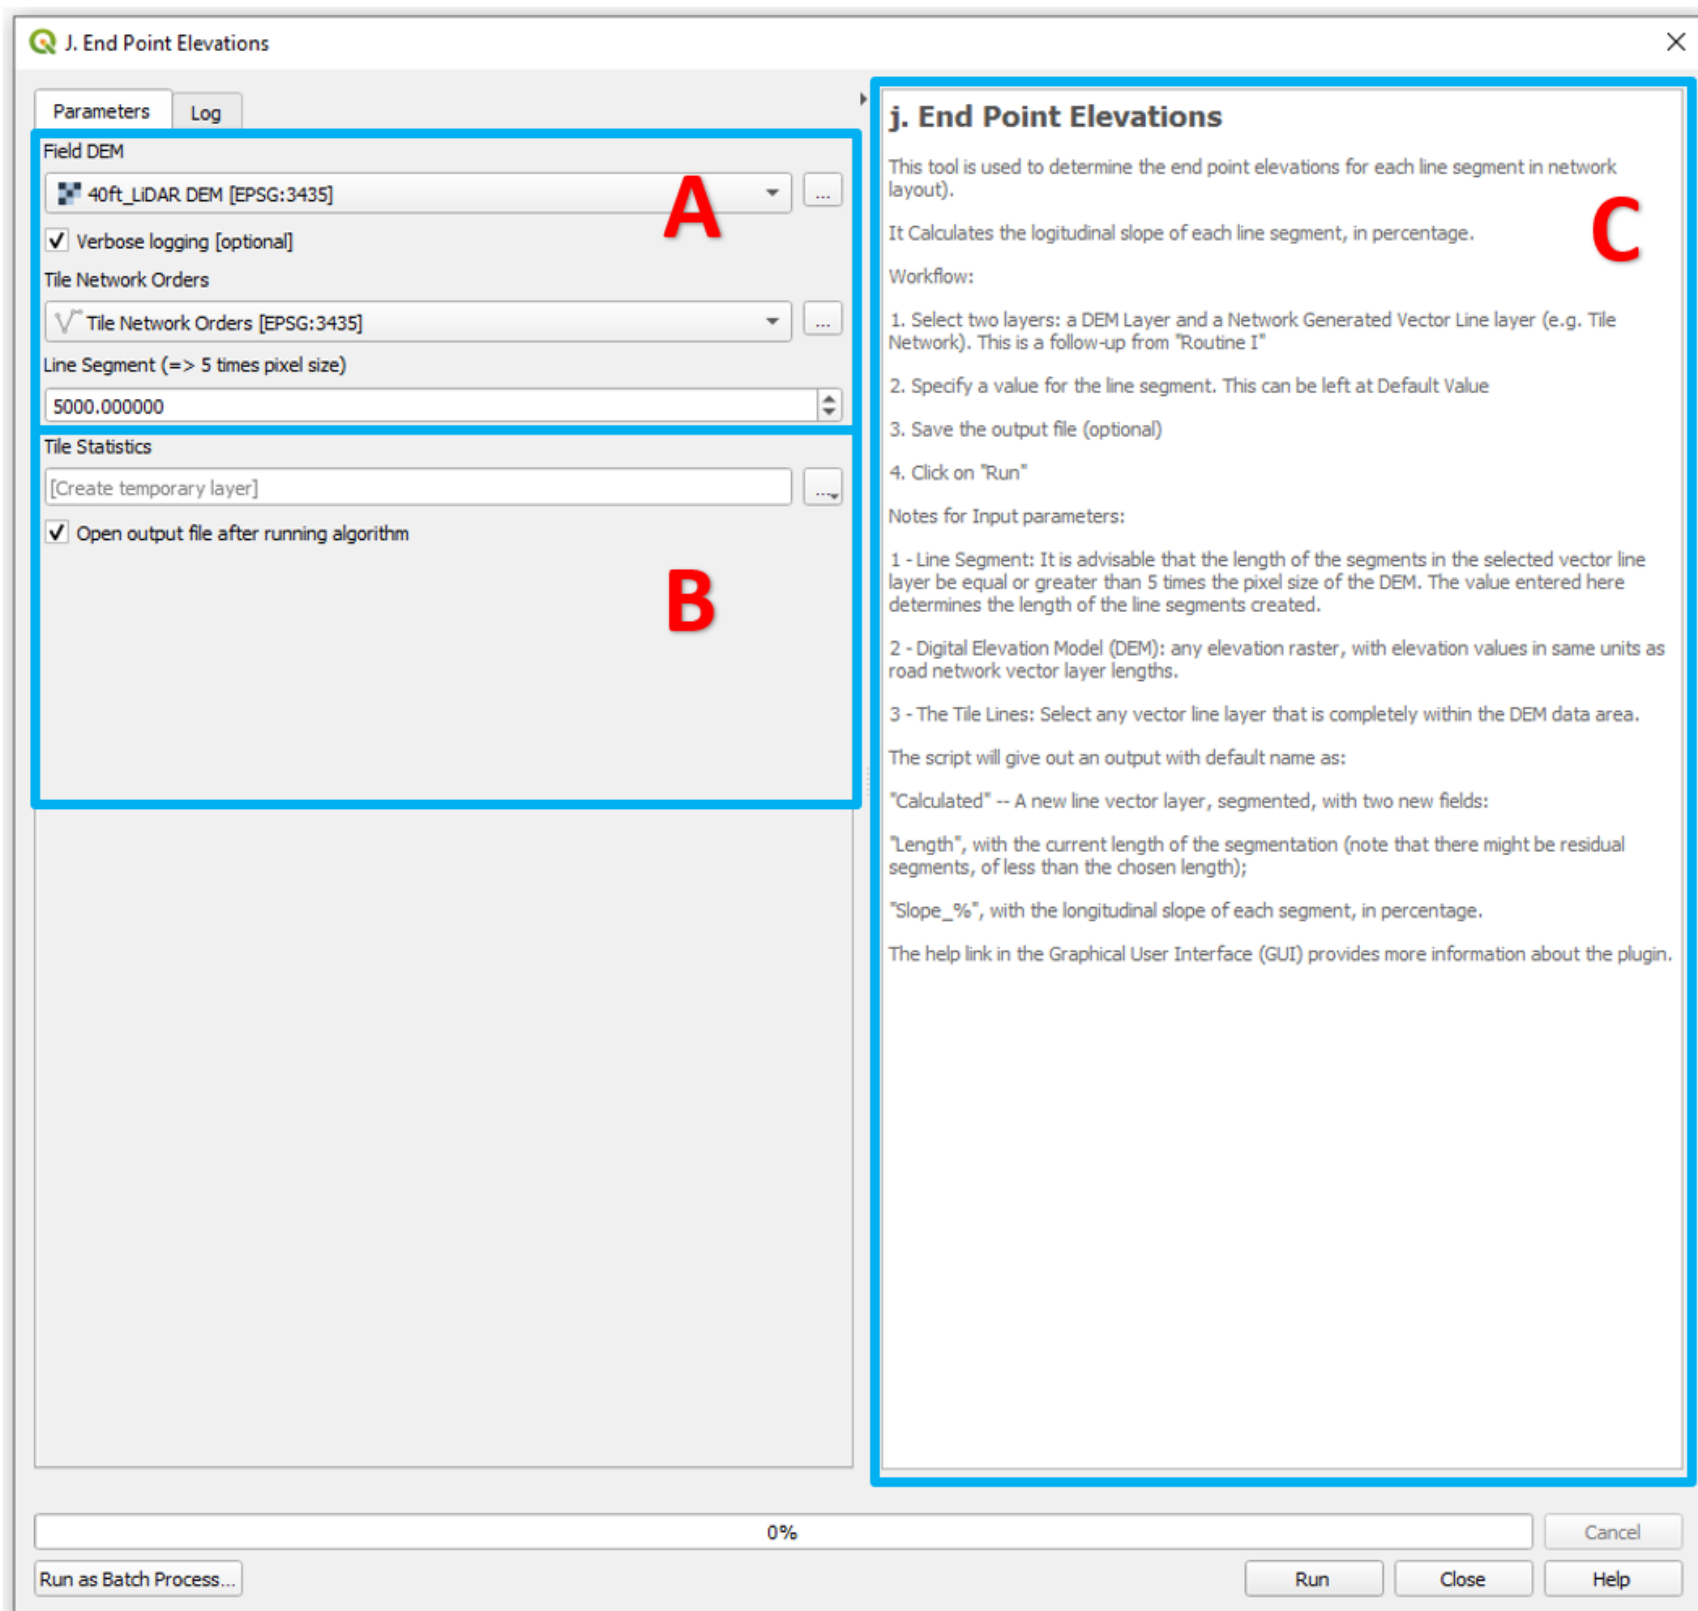 J. End Point Elevations
Parameters
Log
Field DEM
40ft_LiDAR DEM [EPSG:3435]
...
Verbose logging [optional]
Tile Network Orders
Tile Network Orders [EPSG:3435]
...
Line Segment (=> 5 times pixel size)
5000.000000
A
Tile Statistics
[Create temporary layer]
...
Open output file after running algorithm
B
j. End Point Elevations
This tool is used to determine the end point elevations for each line segment in network
layout).
It Calculates the logitudinal slope of each line segment, in percentage.
C
Workflow:
1. Select two layers: a DEM Layer and a Network Generated Vector Line layer (e.g. Tile
Network). This is a follow-up from "Routine I"
2. Specify a value for the line segment. This can be left at Default Value
3. Save the output file (optional)
4. Click on "Run"
Notes for Input parameters:
1 - Line Segment: It is advisable that the length of the segments in the selected vector line
layer be equal or greater than 5 times the pixel size of the DEM. The value entered here
determines the length of the line segments created.
2 - Digital Elevation Model (DEM): any elevation raster, with elevation values in same units as
road network vector layer lengths.
3 - The Tile Lines: Select any vector line layer that is completely within the DEM data area.
The script will give out an output with default name as:
"Calculated" -- A new line vector layer, segmented, with two new fields:
"Length", with the current length of the segmentation (note that there might be residual
segments, of less than the chosen length);
"Slope_%", with the longitudinal slope of each segment, in percentage.
The help link in the Graphical User Interface (GUI) provides more information about the plugin.
0%
Cancel
Run as Batch Process...
Run
Close
Help